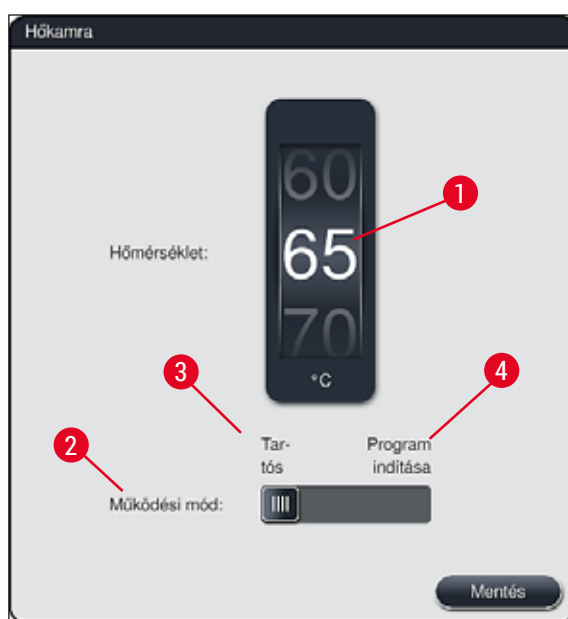 Hőkamra
60
1
Hőmérséklet:
65
70
°C
3
4
Tar-
tós
Program
indítása
2
Működési mód:
Mentés